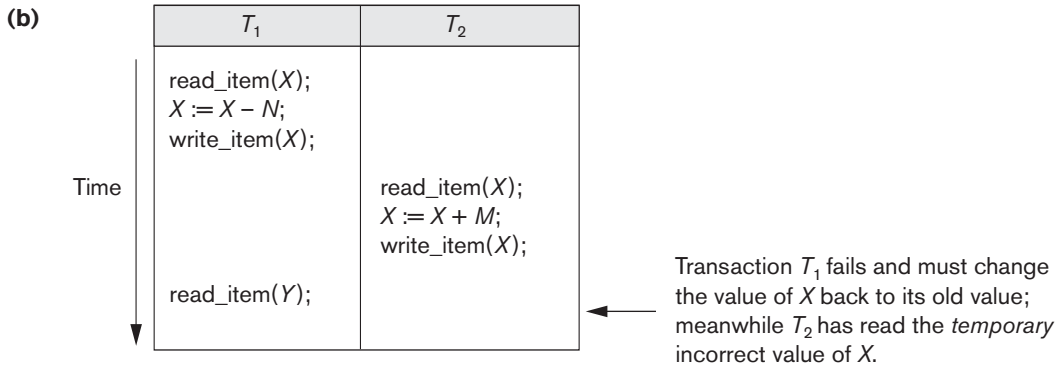 (b)
T1 T2
read_item(X);
X := X – N;
write_item(X);
Time
read_item(X);
X := X + M;
write_item(X);
read_item(Y);
Transaction T1 fails and must change
the value of X back to its old value;
meanwhile T2 has read the temporary
incorrect value of X.